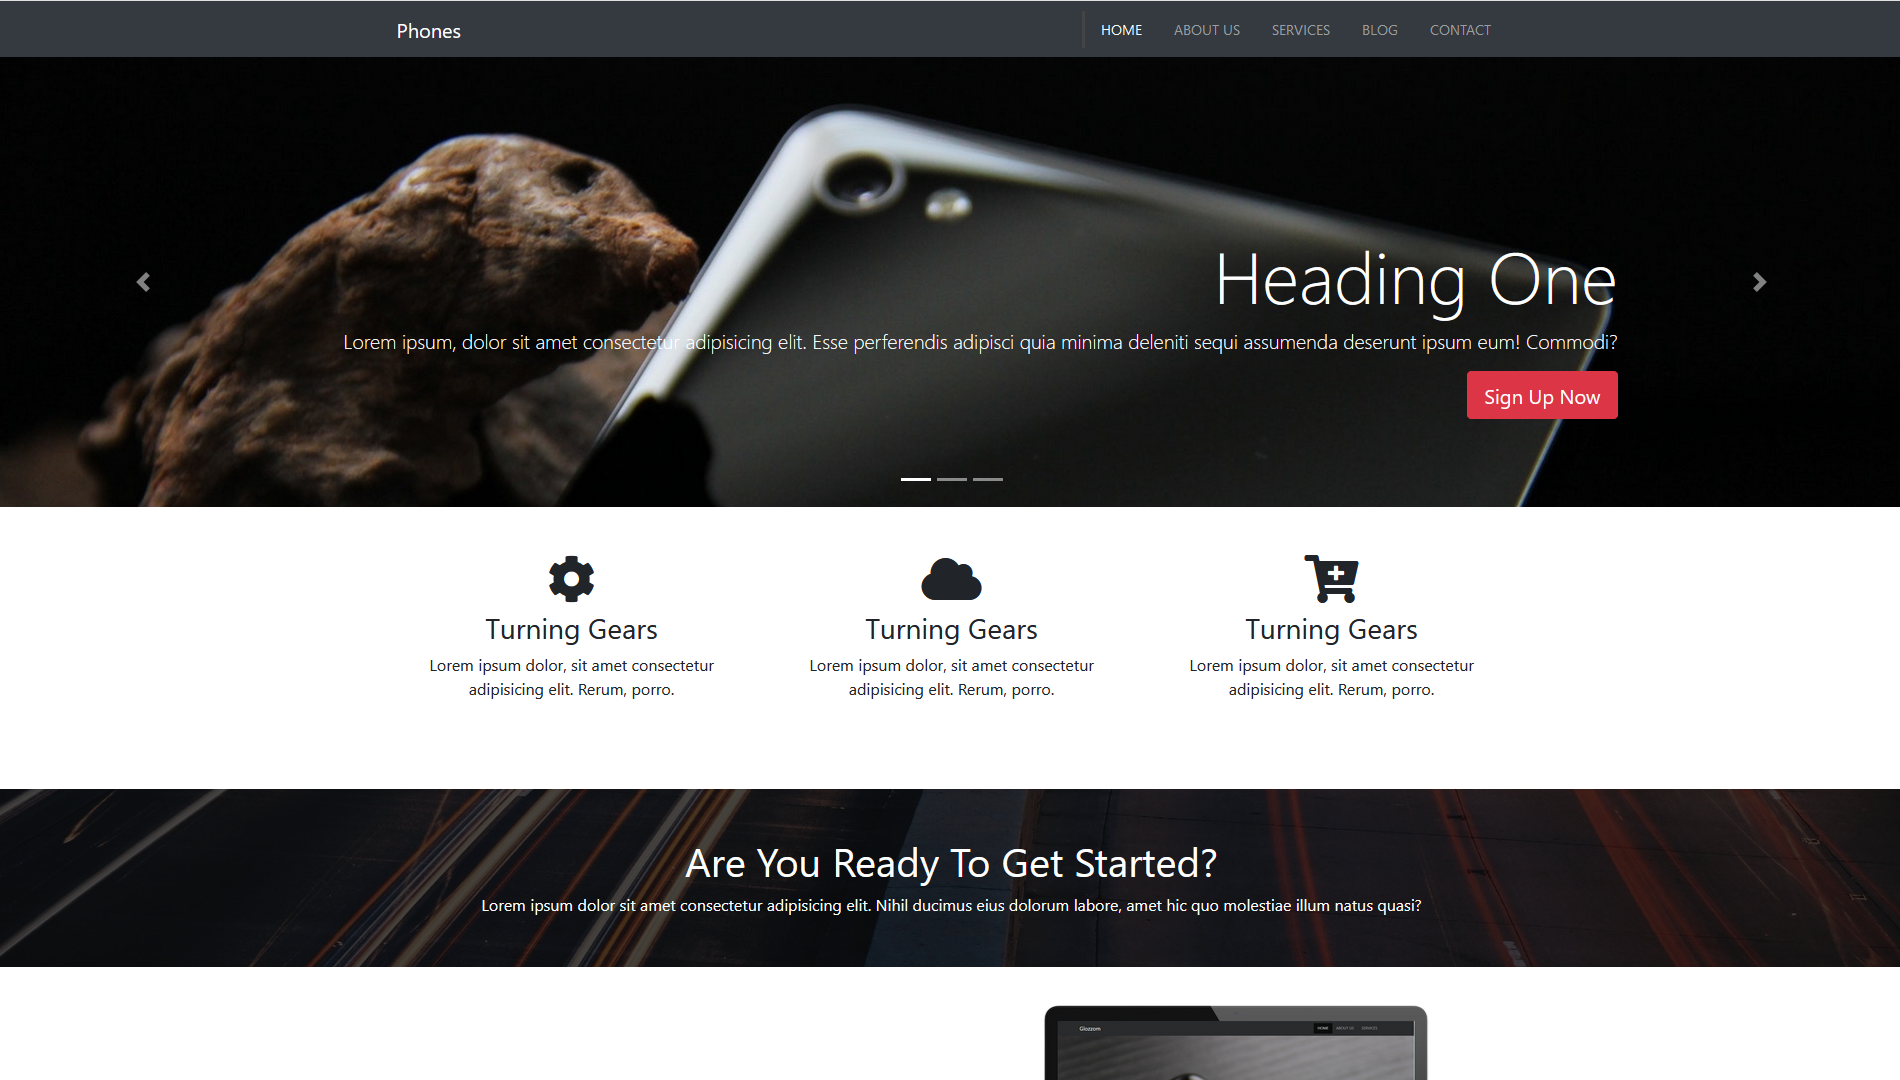 Phones
HOME ABOUT US SERVICES BLOG CONTACT
Heading One
Lorem ipsum, dolor sit amet consectetur adipisicing elit. Esse perferendis adipisci quia minima deleniti sequi assumenda deserunt ipsum eum! Commodi?
Sign Up Now
Turning Gears
Lorem ipsum dolor, sit amet consectetur
adipisicing elit. Rerum, porro.
Turning Gears
Lorem ipsum dolor, sit amet consectetur
adipisicing elit. Rerum, porro.
Turning Gears
Lorem ipsum dolor, sit amet consectetur
adipisicing elit. Rerum, porro.
Are You Ready To Get Started?
Lorem ipsum dolor sit amet consectetur adipisicing elit. Nihil ducimus eius dolorum labore, amet hic quo molestiae illum natus quasi?
Glozzom
HOME ABOUT US SERVICES